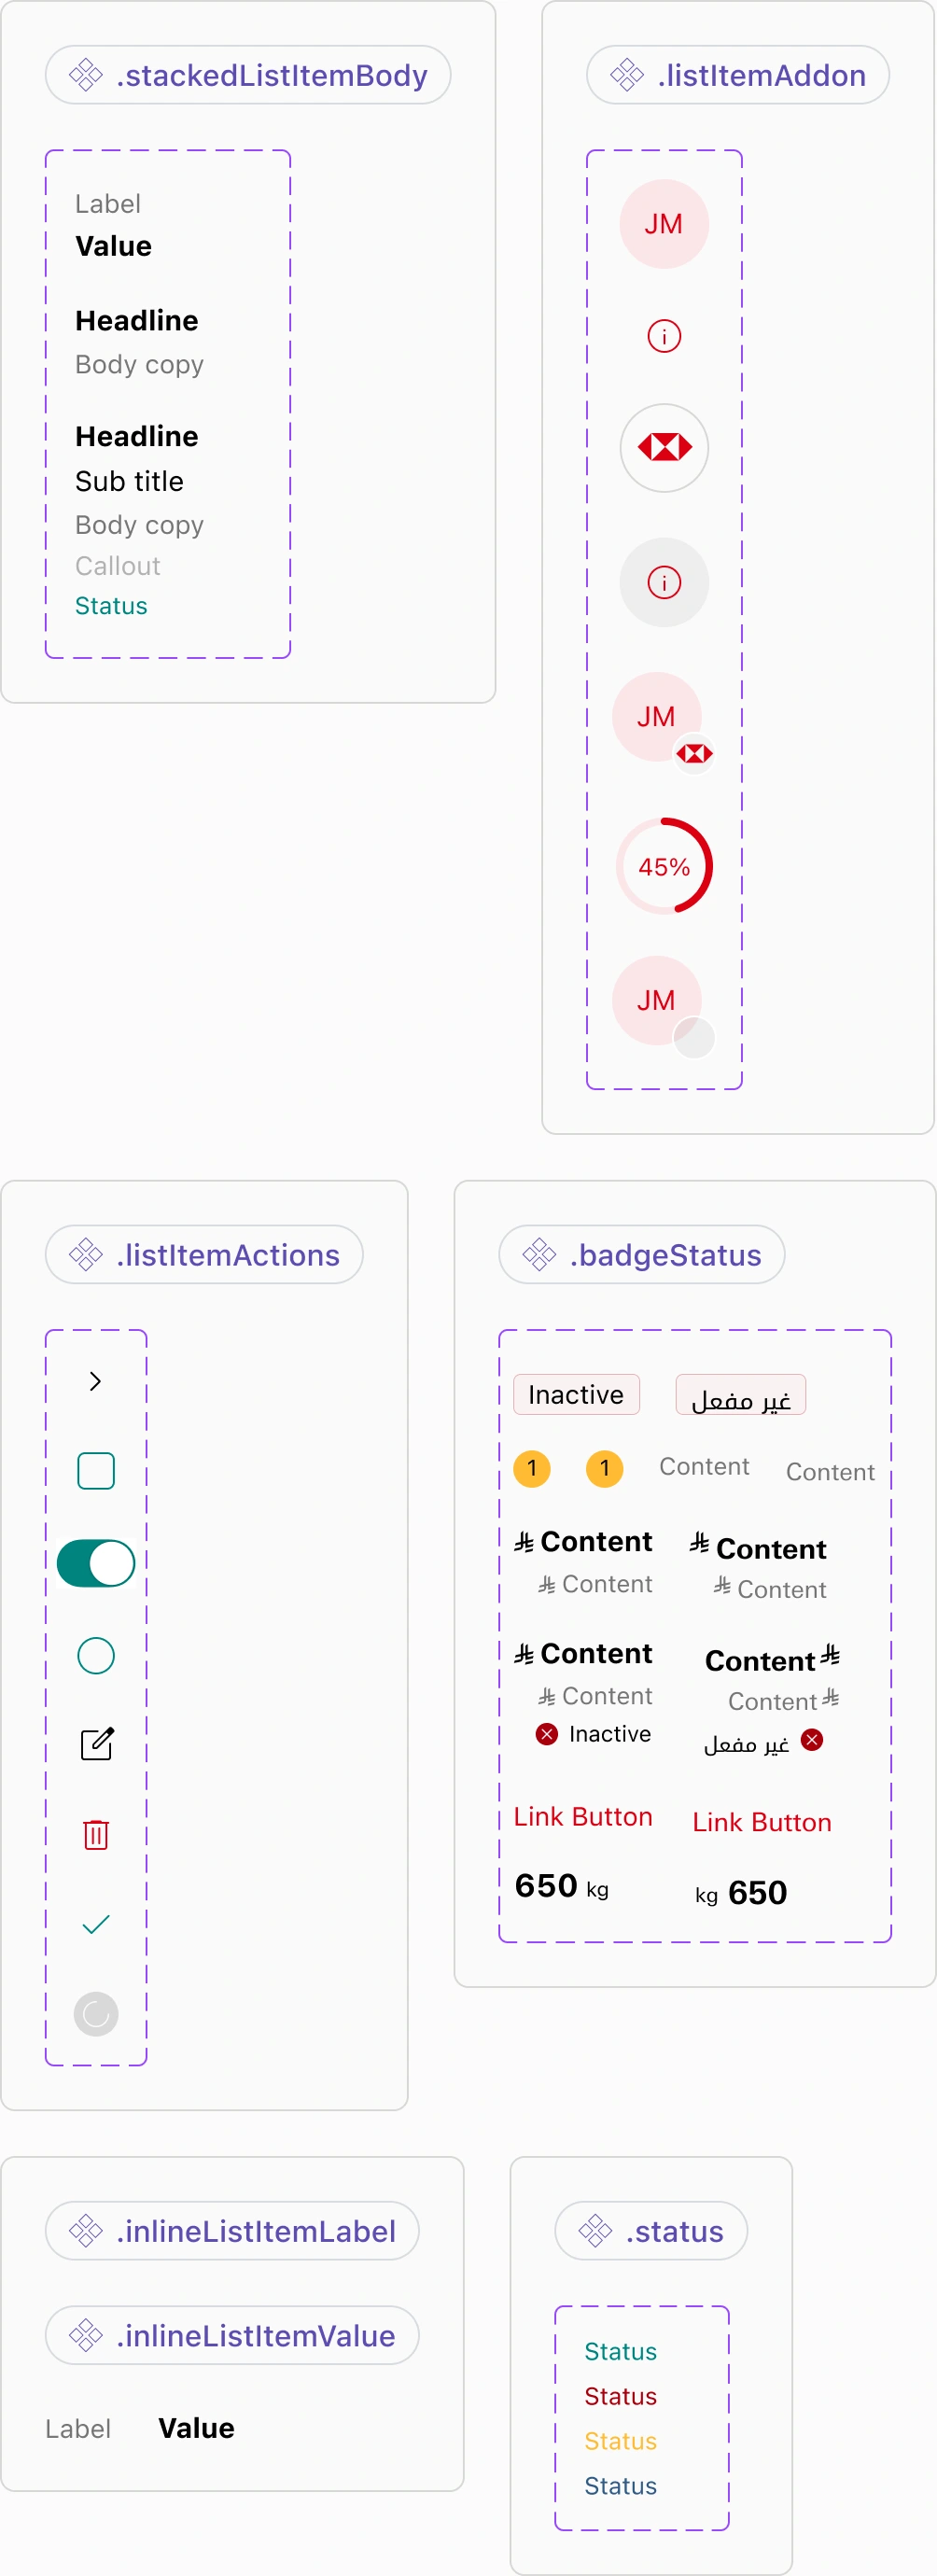 .stackedListItemBody
Label
Value
Headline
Body copy
Headline
Sub title
Body copy
Callout
Status
.listItemAddon
JM
JM
45%
JM
.listItemActions
.badgeStatus
Inactive غير مفعل
1 1 Content Content
Content Content
Content Content
Content Content
Content Content
Inactive غير مفعل
Link Button Link Button
650 kg kg 650
.inlineListItemLabel
.inlineListItemValue
Label Value
.status
Status
Status
Status
Status